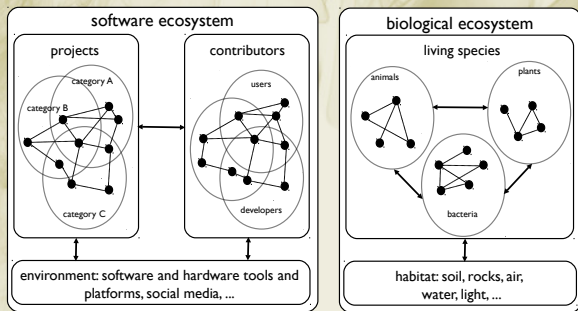 software ecosystem
projects
category A
category B
category C
contributors
users
developers
environment: software and hardware tools and
platforms, social media, ...
biological ecosystem
living species
animals
plants
bacteria
habitat: soil, rocks, air,
water, light, ...